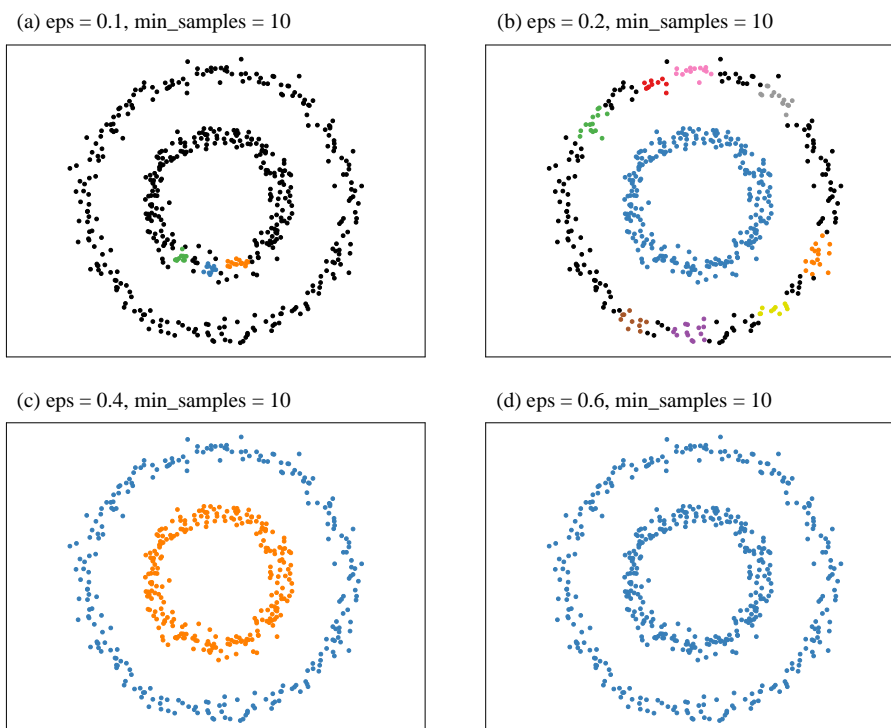 (a) eps = 0.1, min_samples = 10
(b) eps = 0.2, min_samples = 10
(c) eps = 0.4, min_samples = 10
(d) eps = 0.6, min_samples = 10